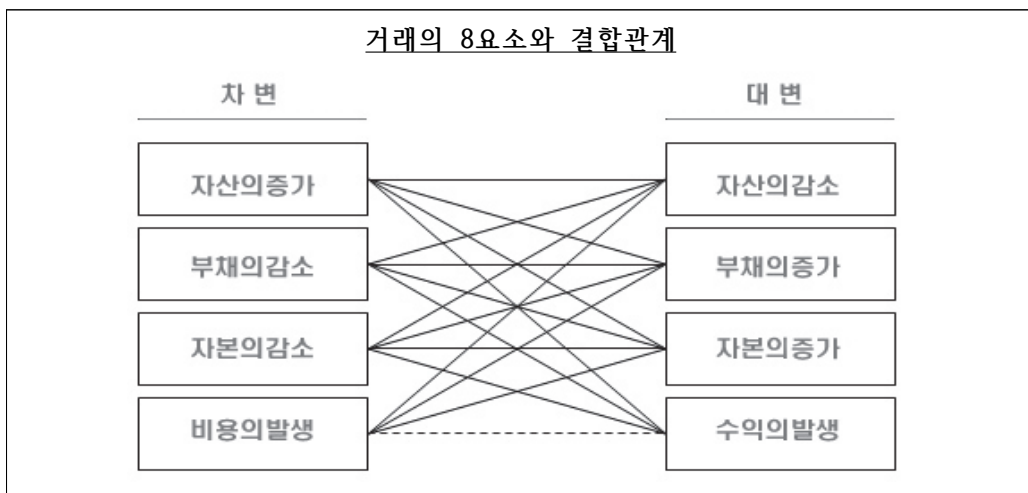 거래의 8요소와 결합관계
차 변 대 변
자산의증가 자산의감소
부채의감소 부채의증가
자본의감소 자본의증가
비용의발생 수익의발생